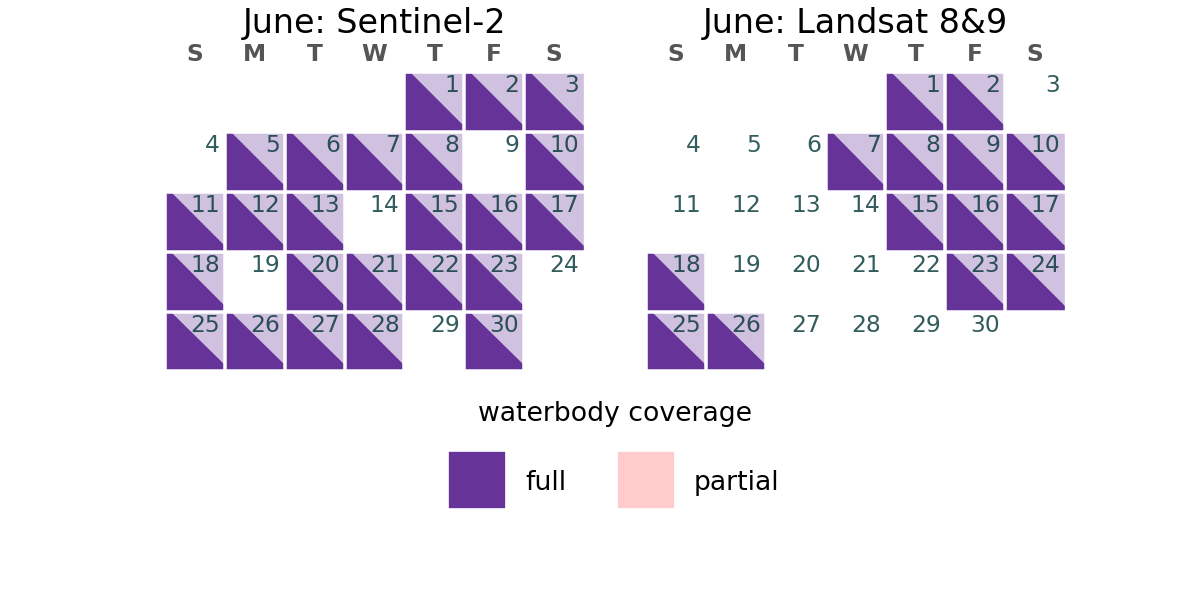 June: Sentinel-2
S M T W T F S
1 2 3
4 5 6 7 8 9 10
11 12 13 14 15 16 17
18 19 20 21 22 23 24
25 26 27 28 29 30
June: Landsat 8&9
S M T W T F S
1 2 3
4 5 6 7 8 9 10
11 12 13 14 15 16 17
18 19 20 21 22 23 24
25 26 27 28 29 30
waterbody coverage
full partial